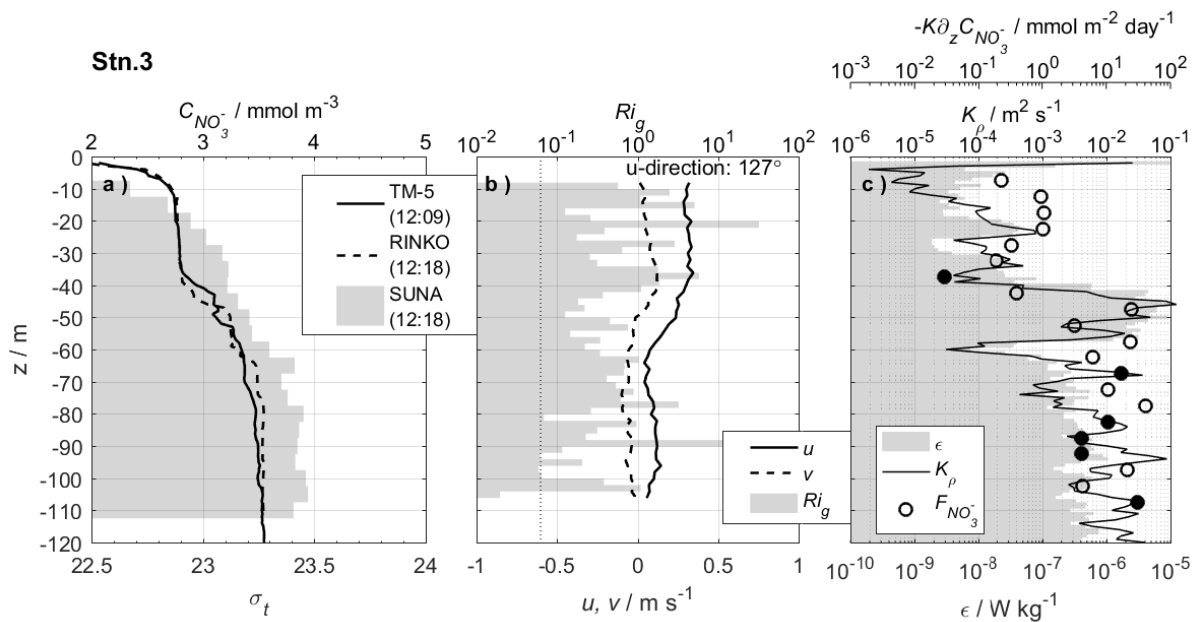 -K∂zCNO3- / mmol m-2 day-1
10-3 10-2 10-1 100 101 102
Stn.3
CNO3- / mmol m-3
Rig
Kρ / m2 s-1
2 3 4 5
10-2 10-1 100 101 102
10-6 10-5 10-4 10-3 10-2 10-1
0
-10
-20
-30
-40
-50
-60
-70
-80
-90
-100
-110
-120
z / m
a )
TM-5
(12:09)
RINKO
(12:18)
SUNA
(12:18)
22.5 23 23.5 24
σt
b )
u-direction: 127°
u
v
Rig
-1 -0.5 0 0.5 1
u, v / m s-1
c )
ϵ
Kρ
FNO3-
10-10 10-9 10-8 10-7 10-6 10-5
ϵ / W kg-1